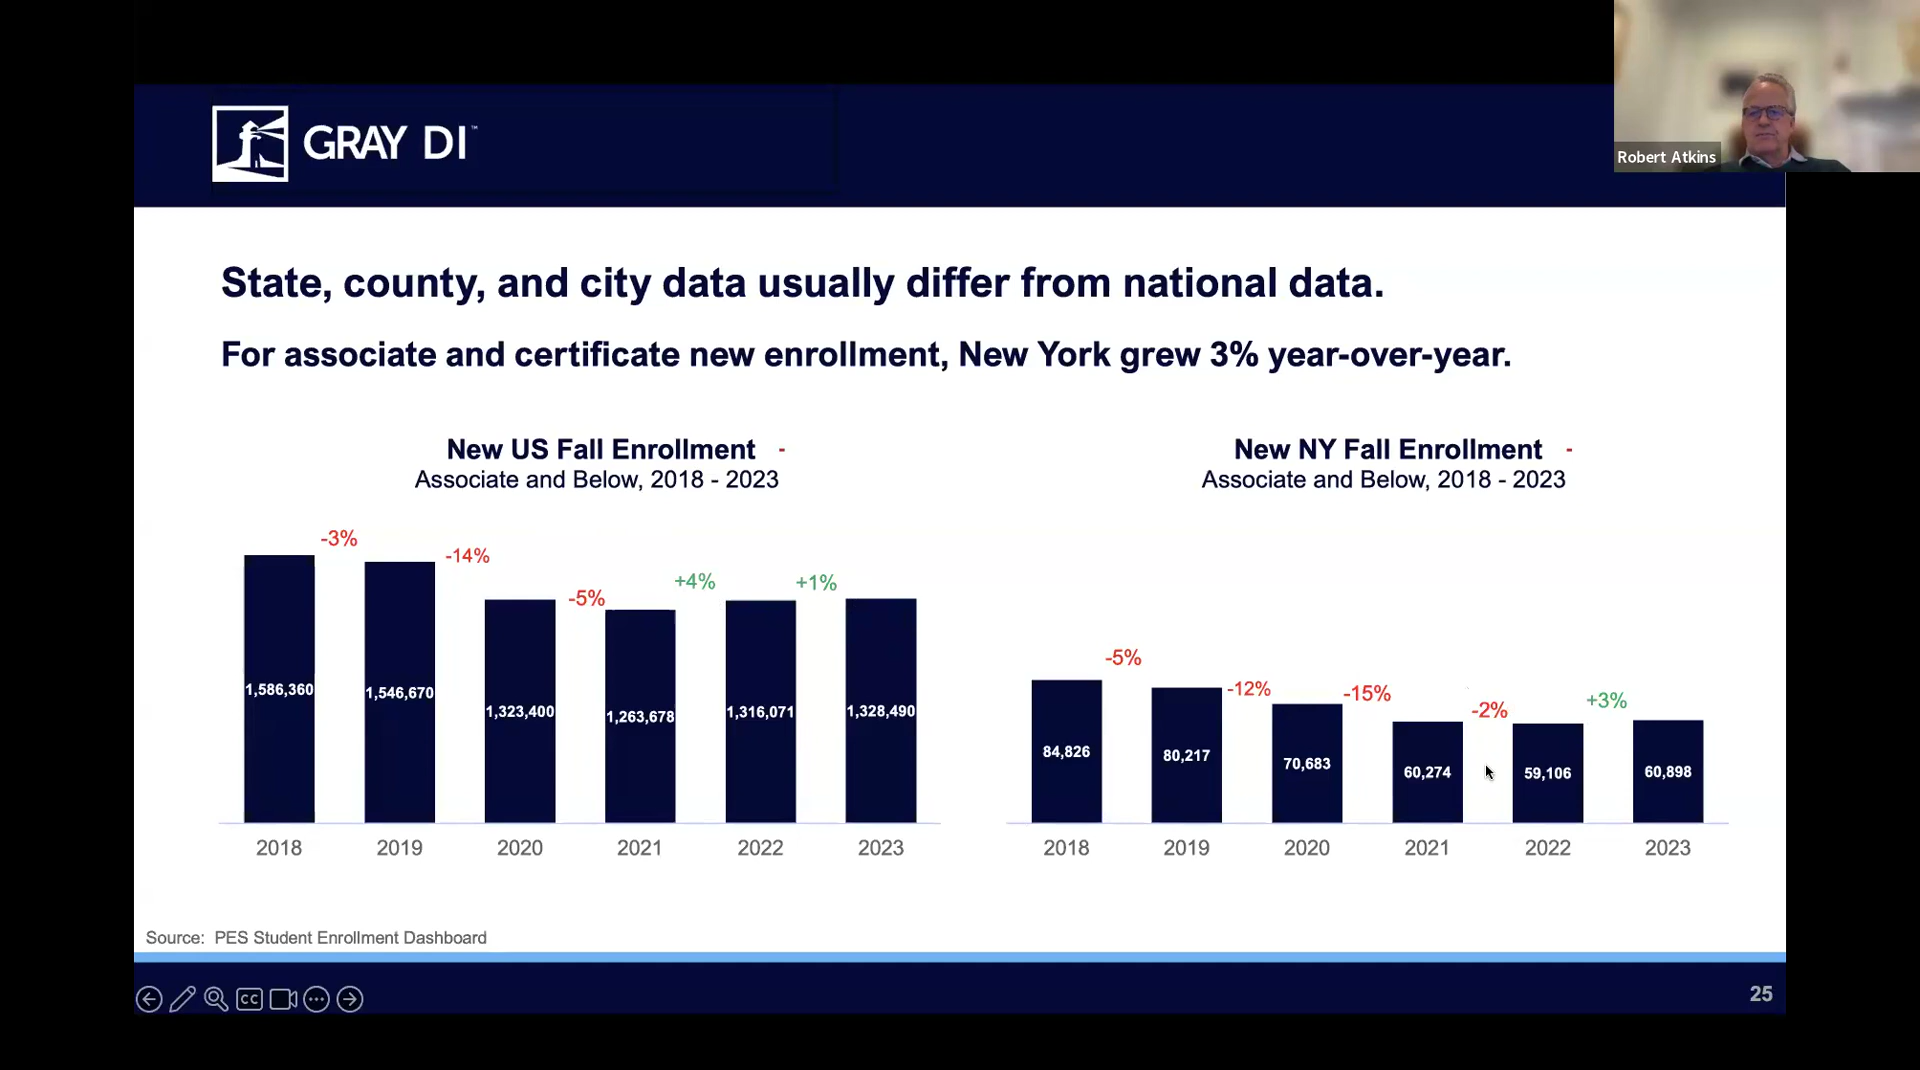 GRAY DI™
Robert Atkins
State, county, and city data usually differ from national data.
For associate and certificate new enrollment, New York grew 3% year-over-year.
New US Fall Enrollment -
Associate and Below, 2018 - 2023
-3%
-14%
-5%
+4%
+1%
1,586,360
1,546,670
1,323,400
1,263,678
1,316,071
1,328,490
2018 2019 2020 2021 2022 2023
New NY Fall Enrollment -
Associate and Below, 2018 - 2023
-5%
-12%
-15%
-2%
+3%
84,826
80,217
70,683
60,274
59,106
60,898
2018 2019 2020 2021 2022 2023
Source: PES Student Enrollment Dashboard
CC
25